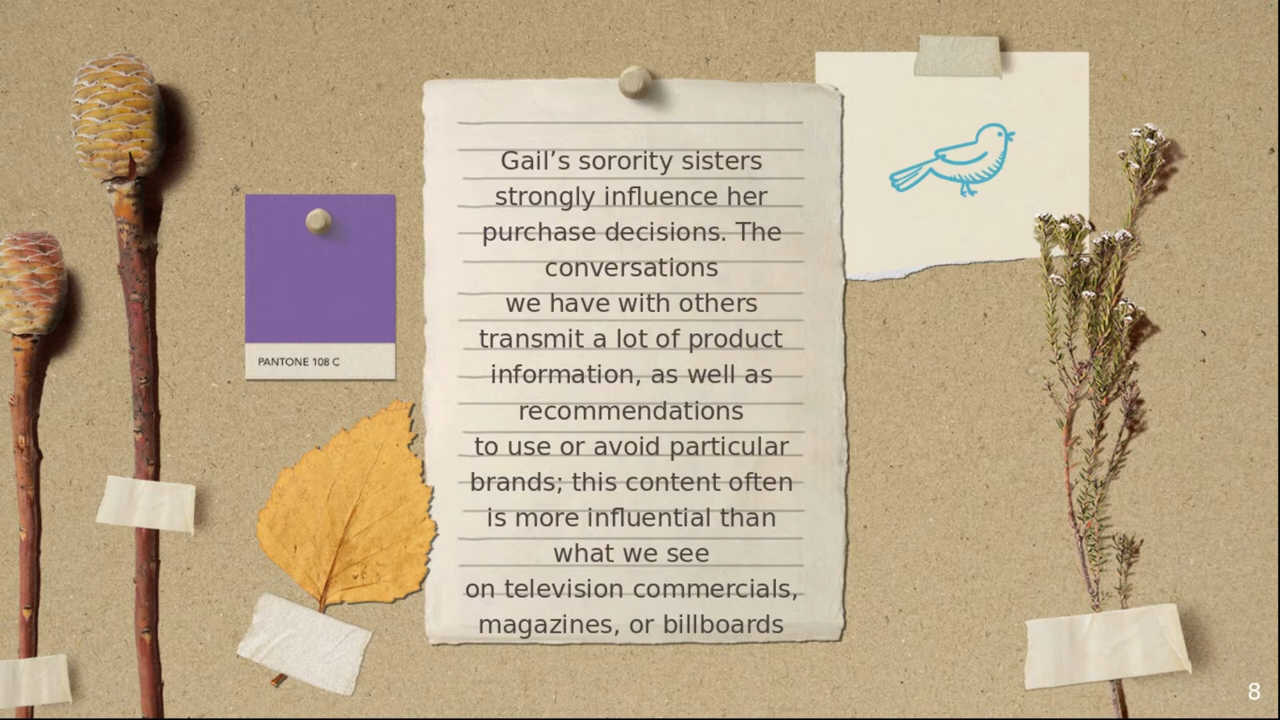 Gail’s sorority sisters
strongly influence her
purchase decisions. The
conversations
we have with others
transmit a lot of product
information, as well as
recommendations
to use or avoid particular
brands; this content often
is more influential than
what we see
on television commercials,
magazines, or billboards
PANTONE 108 C
8